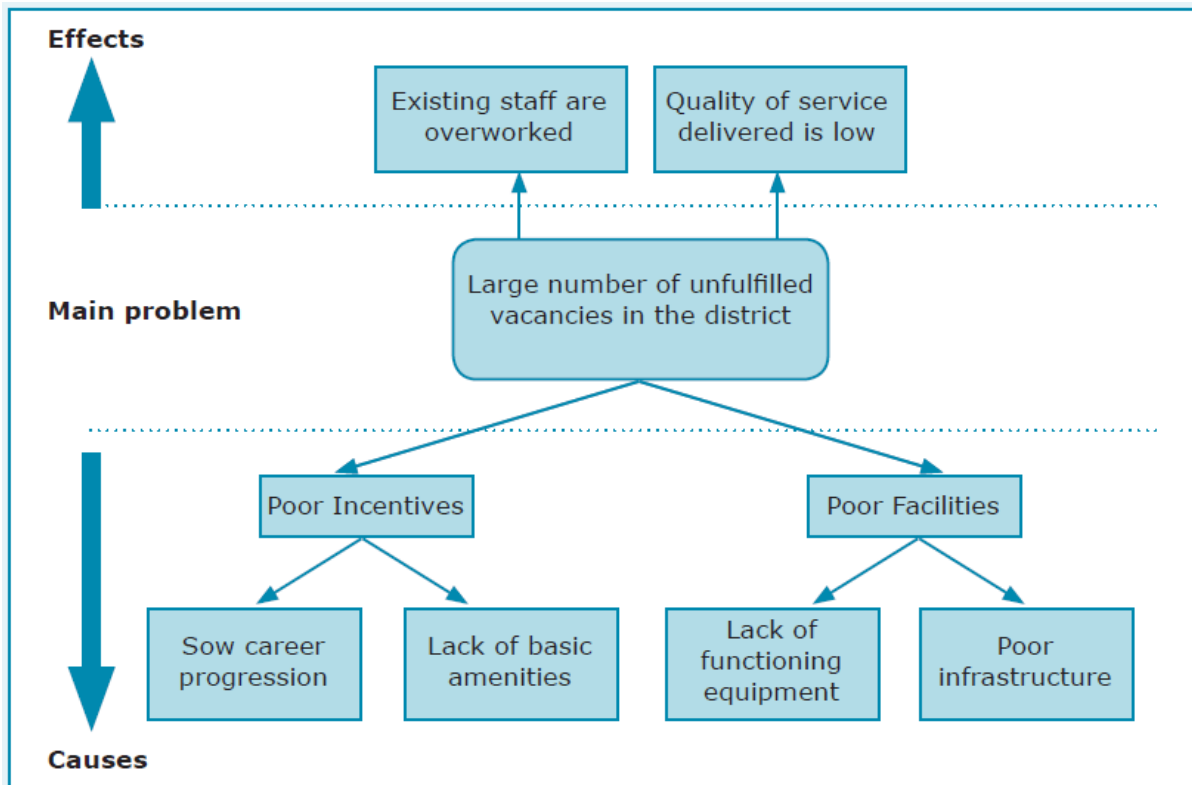 Effects
Existing staff are
overworked
Quality of service
delivered is low
Main problem
Large number of unfulfilled
vacancies in the district
Poor Incentives
Poor Facilities
Sow career
progression
Lack of basic
amenities
Lack of
functioning
equipment
Poor
infrastructure
Causes